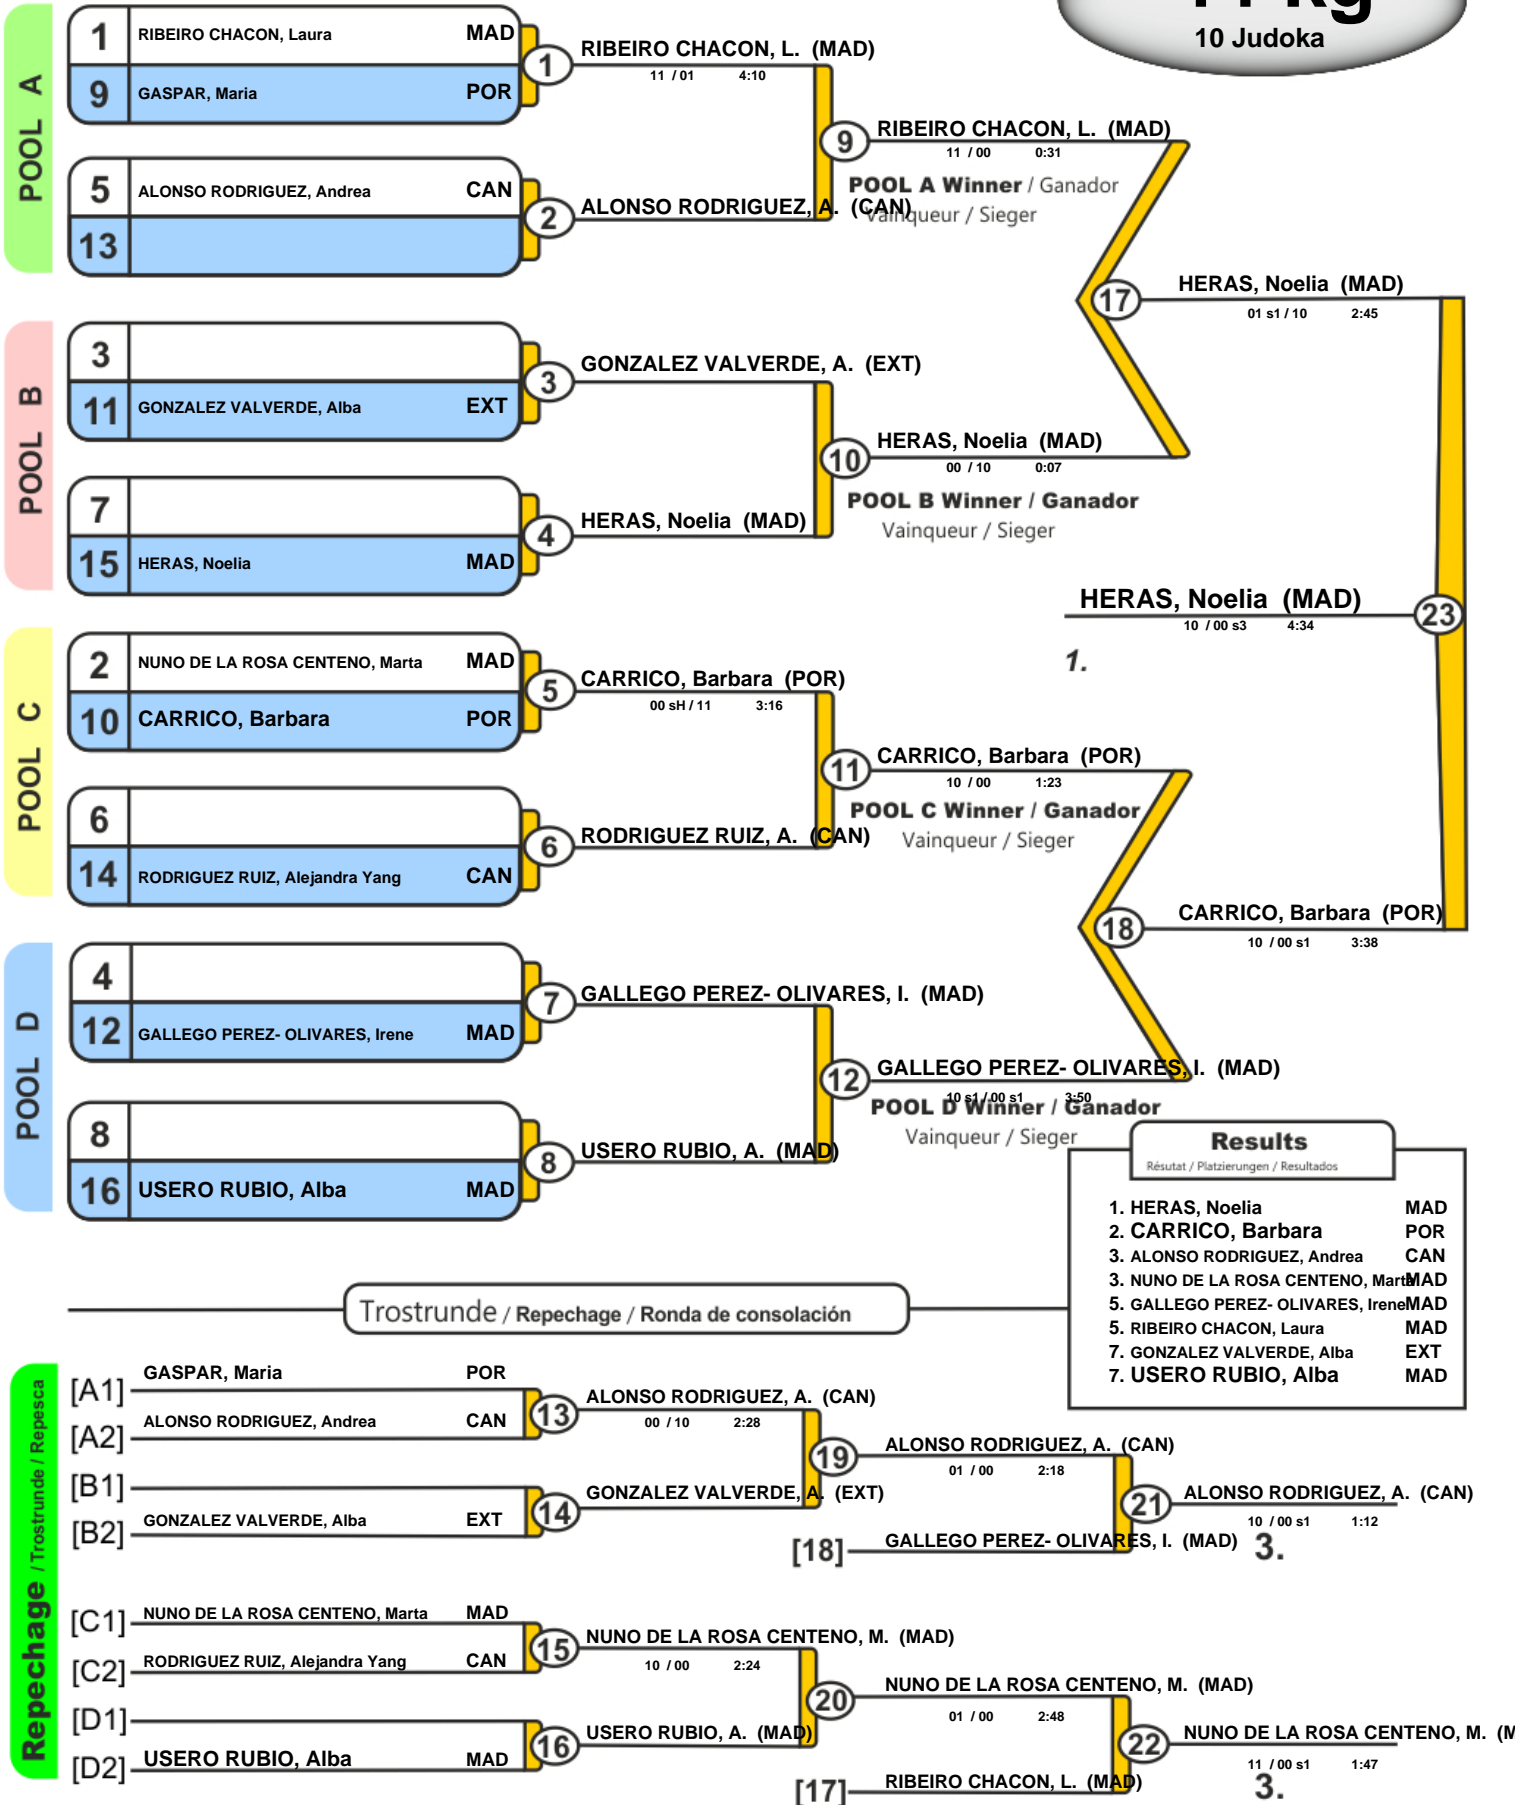 10 Judoka
POOL A
1 RIBEIRO CHACON, Laura MAD
9 GASPAR, Maria POR
1 RIBEIRO CHACON, L. (MAD)
11 / 01 4:10
5 ALONSO RODRIGUEZ, Andrea CAN
13
2 ALONSO RODRIGUEZ, A. (CAN)
9 RIBEIRO CHACON, L. (MAD)
11 / 00 0:31
POOL A Winner / Ganador
Vainqueur / Sieger
17 HERAS, Noelia (MAD)
01 s1 / 10 2:45
POOL B
3
11 GONZALEZ VALVERDE, Alba EXT
3 GONZALEZ VALVERDE, A. (EXT)
7
15 HERAS, Noelia MAD
4 HERAS, Noelia (MAD)
10 HERAS, Noelia (MAD)
00 / 10 0:07
POOL B Winner / Ganador
Vainqueur / Sieger
HERAS, Noelia (MAD) 23
10 / 00 s3 4:34
1.
POOL C
2 NUNO DE LA ROSA CENTENO, Marta MAD
10 CARRICO, Barbara POR
5 CARRICO, Barbara (POR)
00 sH / 11 3:16
6
14 RODRIGUEZ RUIZ, Alejandra Yang CAN
6 RODRIGUEZ RUIZ, A. (CAN)
11 CARRICO, Barbara (POR)
10 / 00 1:23
POOL C Winner / Ganador
Vainqueur / Sieger
18 CARRICO, Barbara (POR)
10 / 00 s1 3:38
POOL D
4
12 GALLEGO PEREZ- OLIVARES, Irene MAD
7 GALLEGO PEREZ- OLIVARES, I. (MAD)
8
16 USERO RUBIO, Alba MAD
8 USERO RUBIO, A. (MAD)
12 GALLEGO PEREZ- OLIVARES, I. (MAD)
10 s1 / 00 s1 3:50
POOL D Winner / Ganador
Vainqueur / Sieger
Results
Résutat / Platzierungen / Resultados
1. HERAS, Noelia MAD
2. CARRICO, Barbara POR
3. ALONSO RODRIGUEZ, Andrea CAN
3. NUNO DE LA ROSA CENTENO, Marta MAD
5. GALLEGO PEREZ- OLIVARES, Irene MAD
5. RIBEIRO CHACON, Laura MAD
7. GONZALEZ VALVERDE, Alba EXT
7. USERO RUBIO, Alba MAD
Trostrunde / Repechage / Ronda de consolación
Repechage / Trostrunde / Repesca
[A1] GASPAR, Maria POR
[A2] ALONSO RODRIGUEZ, Andrea CAN
13 ALONSO RODRIGUEZ, A. (CAN)
00 / 10 2:28
[B1]
[B2] GONZALEZ VALVERDE, Alba EXT
14 GONZALEZ VALVERDE, A. (EXT)
19 ALONSO RODRIGUEZ, A. (CAN)
01 / 00 2:18
[18] GALLEGO PEREZ- OLIVARES, I. (MAD)
21 ALONSO RODRIGUEZ, A. (CAN)
10 / 00 s1 1:12
3.
[C1] NUNO DE LA ROSA CENTENO, Marta MAD
[C2] RODRIGUEZ RUIZ, Alejandra Yang CAN
15 NUNO DE LA ROSA CENTENO, M. (MAD)
10 / 00 2:24
[D1]
[D2] USERO RUBIO, Alba MAD
16 USERO RUBIO, A. (MAD)
20 NUNO DE LA ROSA CENTENO, M. (MAD)
01 / 00 2:48
[17] RIBEIRO CHACON, L. (MAD)
22 NUNO DE LA ROSA CENTENO, M.
11 / 00 s1 1:47
3.